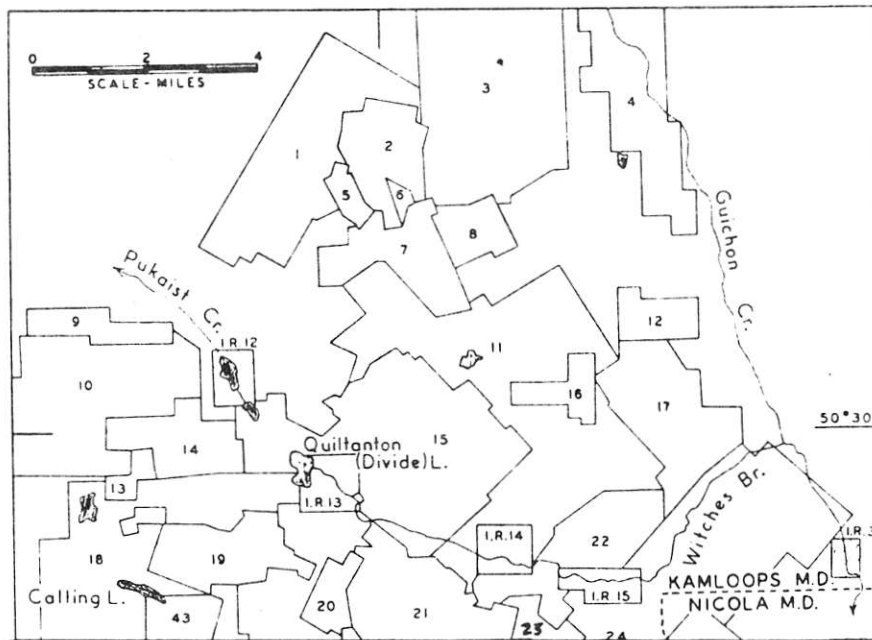 0 2 4
SCALE-MILES
1
2
3
4
5
6
7
8
Guichon
Cr.
Pukaist
Cr.
9
I.R.12
10
11
12
16
17
50°30
14
15
Quiltanton
(Divide) L.
13
I.R.13
I.R.14
22
Witches Br.
I.R.3
18
19
Calling L.
43
20
21
23
24
I.R.15
KAMLOOPS M.D.
NICOLA M.D.